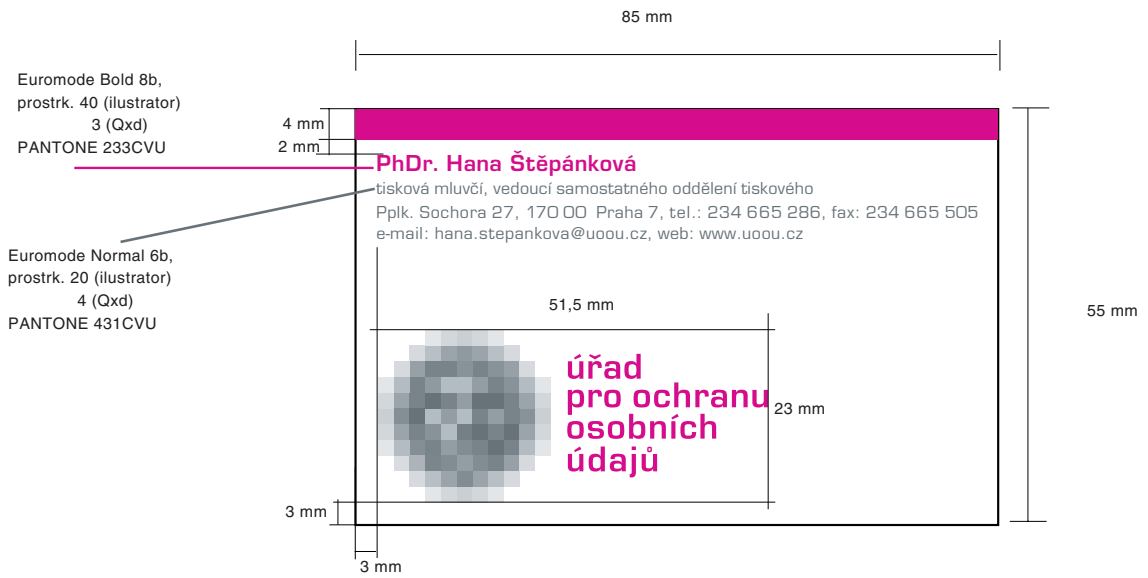 85 mm
Euromode Bold 8b,
prostrk. 40 (ilustrator)
3 (Qxd)
PANTONE 233CVU
4 mm
2 mm
PhDr. Hana Štěpánková
tisková mluvčí, vedoucí samostatného oddělení tiskového
Pplk. Sochora 27, 170 00 Praha 7, tel.: 234 665 286, fax: 234 665 505
e-mail: hana.stepankova@uoou.cz, web: www.uoou.cz
Euromode Normal 6b,
prostrk. 20 (ilustrator)
4 (Qxd)
PANTONE 431CVU
51,5 mm
55 mm
úřad
pro ochranu
osobních
údajů
23 mm
3 mm
3 mm